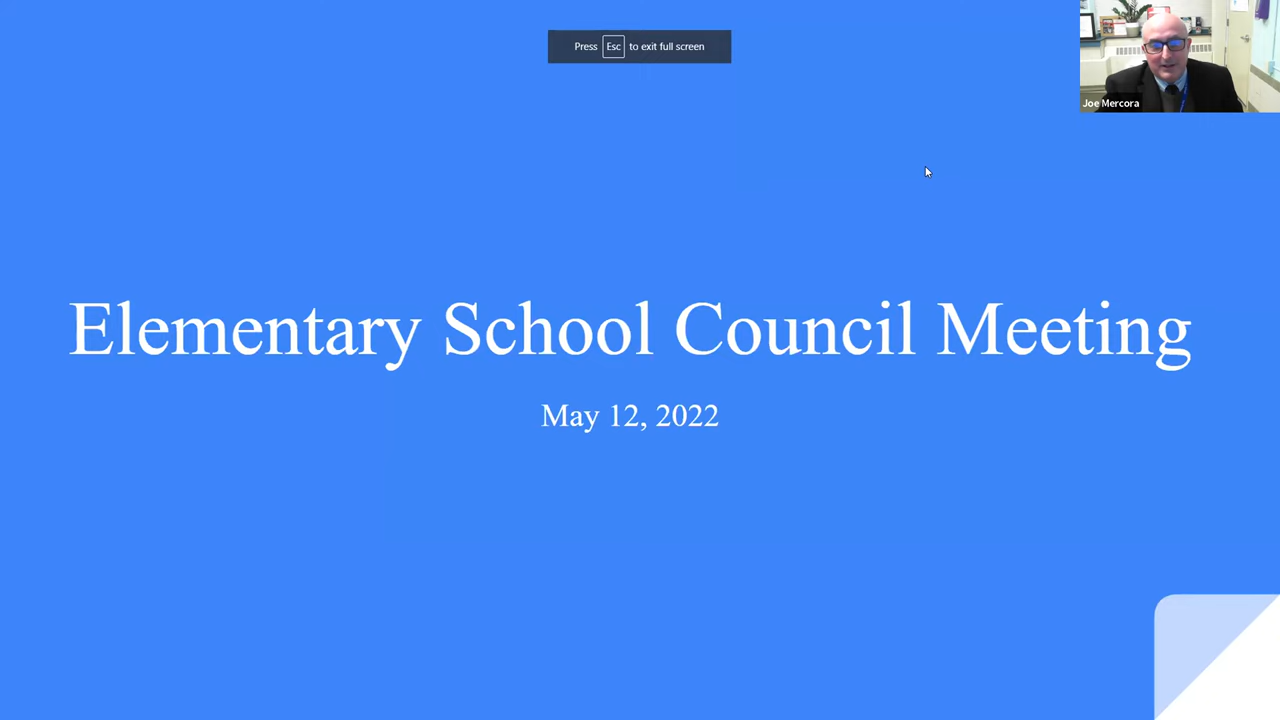 Press Esc to exit full screen
Joe Mercora
Elementary School Council Meeting
May 12, 2022